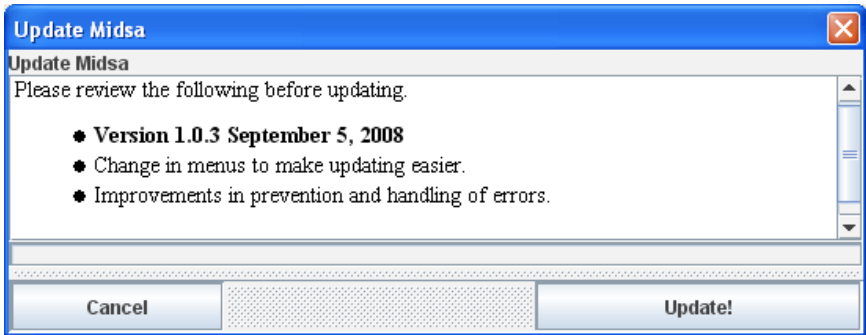 Update Midsa
Update Midsa
Please review the following before updating.
Version 1.0.3 September 5, 2008
Change in menus to make updating easier.
Improvements in prevention and handling of errors.
Cancel
Update!